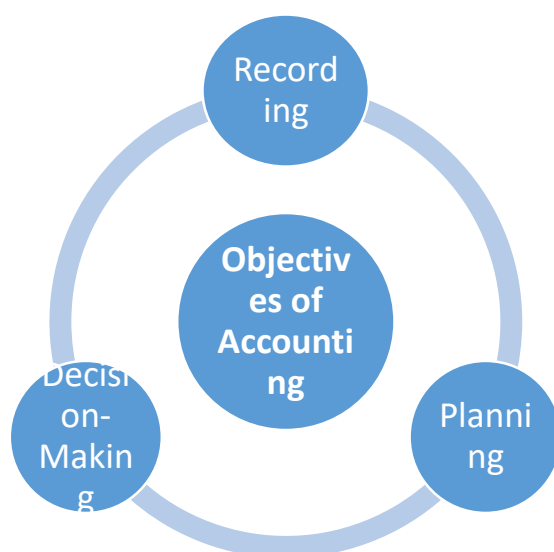 Record
ing
Objectiv
es of
Accounti
ng
Decisi
on-
Makin
g
Planni
ng